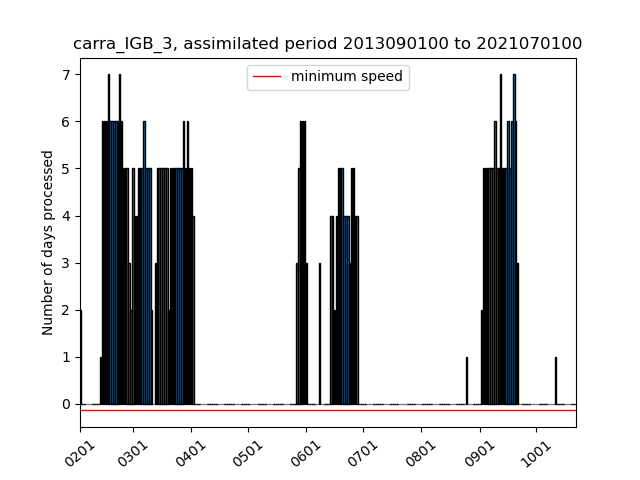 carra_IGB_3, assimilated period 2013090100 to 2021070100
minimum speed
Number of days processed
7
6
5
4
3
2
1
0
0201 0301 0401 0501 0601 0701 0801 0901 1001